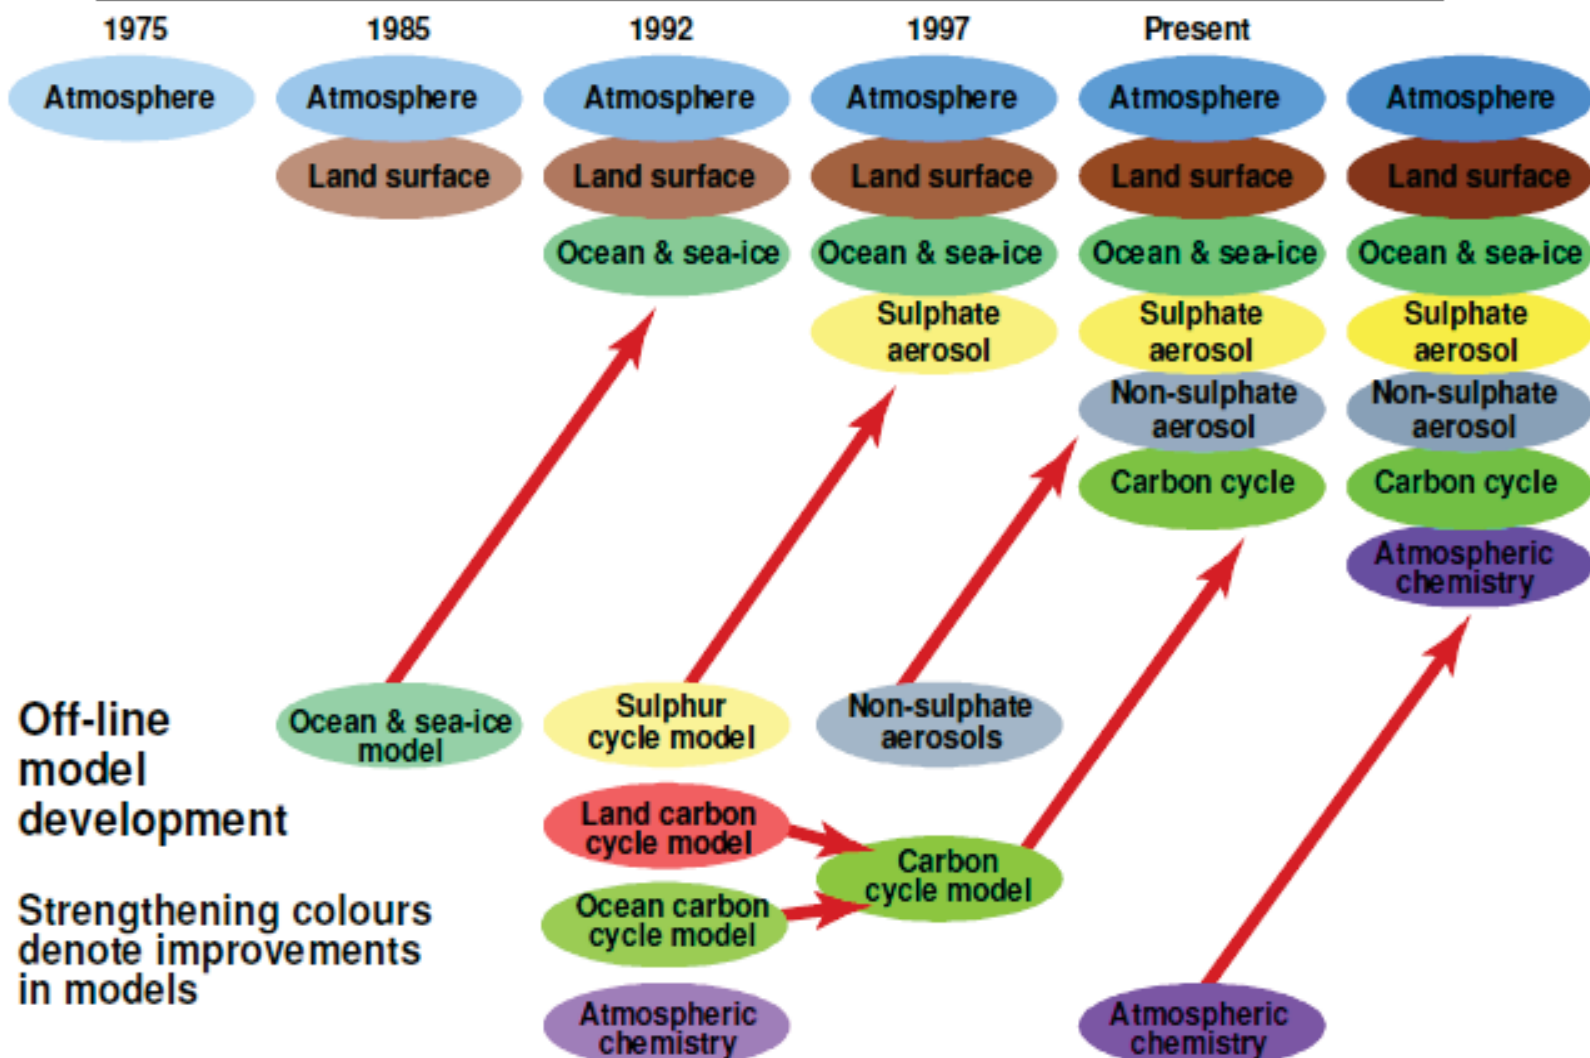 1975 1985 1992 1997 Present
Atmosphere Atmosphere Atmosphere Atmosphere Atmosphere Atmosphere
Land surface Land surface Land surface Land surface Land surface
Ocean & sea-ice Ocean & sea-ice Ocean & sea-ice Ocean & sea-ice
Sulphate
aerosol
Sulphate
aerosol
Sulphate
aerosol
Non-sulphate
aerosol
Non-sulphate
aerosol
Carbon cycle Carbon cycle
Atmospheric
chemistry
Off-line
model
development
Ocean & sea-ice
model
Sulphur
cycle model
Non-sulphate
aerosols
Land carbon
cycle model
Carbon
cycle model
Ocean carbon
cycle model
Strengthening colours
denote improvements
in models
Atmospheric
chemistry
Atmospheric
chemistry